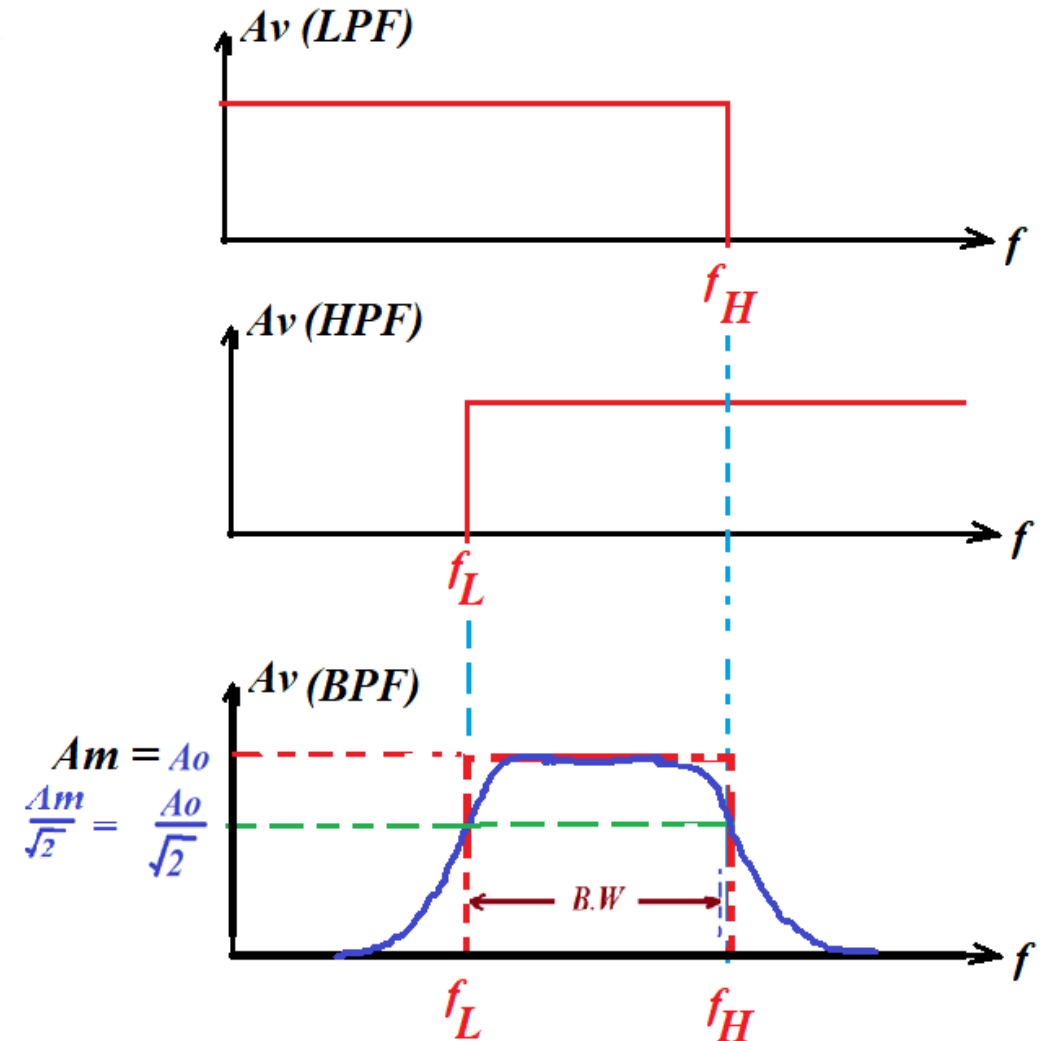 Av (LPF)
f
f_H
Av (HPF)
f
f_L
Av (BPF)
Am = Ao
Am/√2 = Ao/√2
B.W
f
f_L
f_H